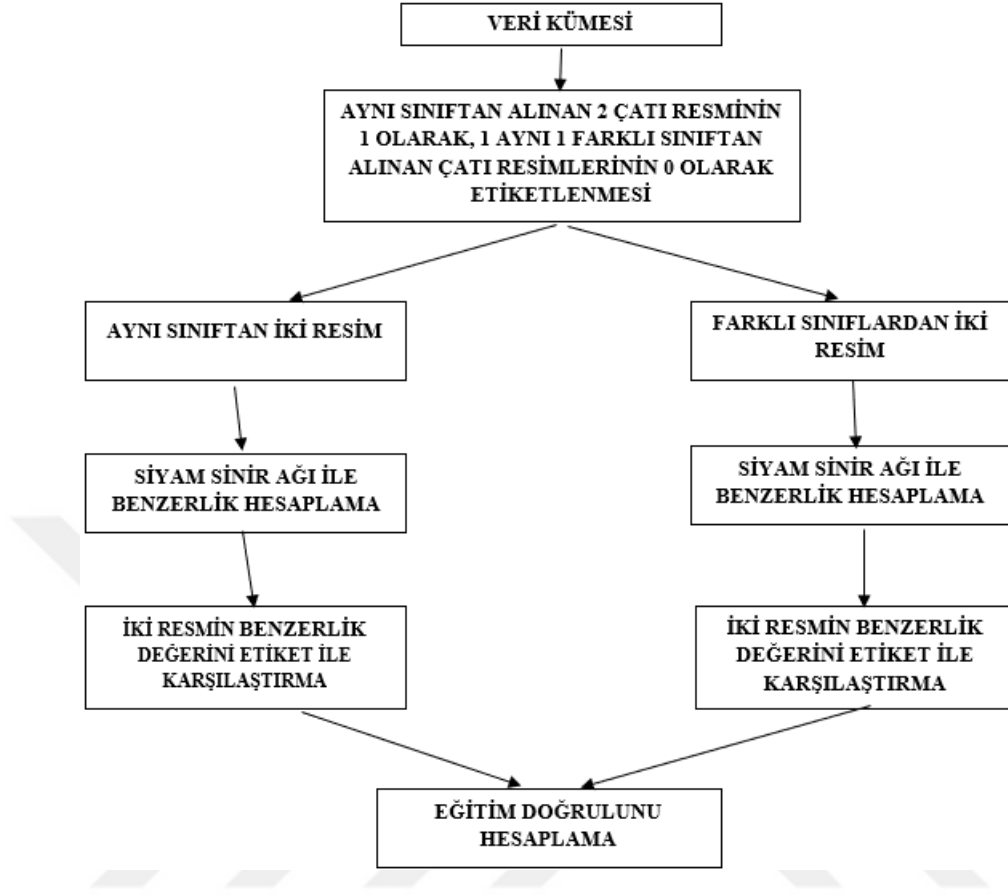 VERİ KÜMESİ
AYNI SINIFTAN ALINAN 2 ÇATI RESMİNİN
1 OLARAK, 1 AYNI 1 FARKLI SINIFTAN
ALINAN ÇATI RESİMLERİNİN 0 OLARAK
ETİKETLENMESİ
AYNI SINIFTAN İKİ RESİM
FARKLI SINIFLARDAN İKİ
RESİM
SİYAM SİNİR AĞI İLE
BENZERLİK HESAPLAMA
SİYAM SİNİR AĞI İLE
BENZERLİK HESAPLAMA
İKİ RESMİN BENZERLİK
DEĞERİNİ ETİKET İLE
KARŞILAŞTIRMA
İKİ RESMİN BENZERLİK
DEĞERİNİ ETİKET İLE
KARŞILAŞTIRMA
EĞİTİM DOĞRULUNU
HESAPLAMA